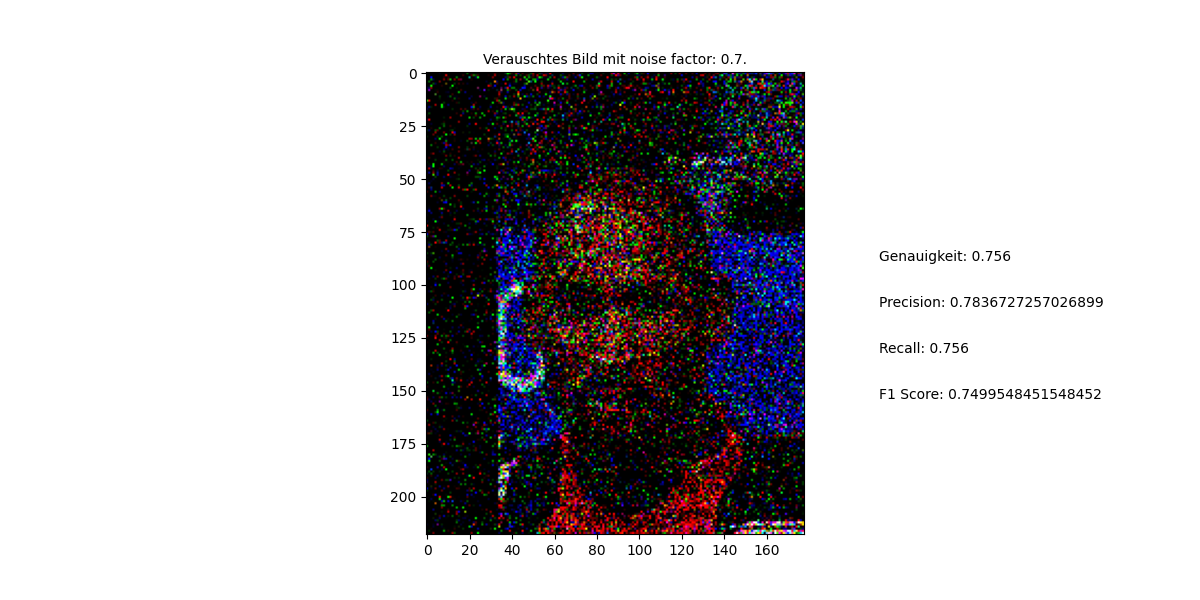 Verauschtes Bild mit noise factor: 0.7.
0
25
50
75
100
125
150
175
200
0 20 40 60 80 100 120 140 160
Genauigkeit: 0.756
Precision: 0.7836727257026899
Recall: 0.756
F1 Score: 0.7499548451548452